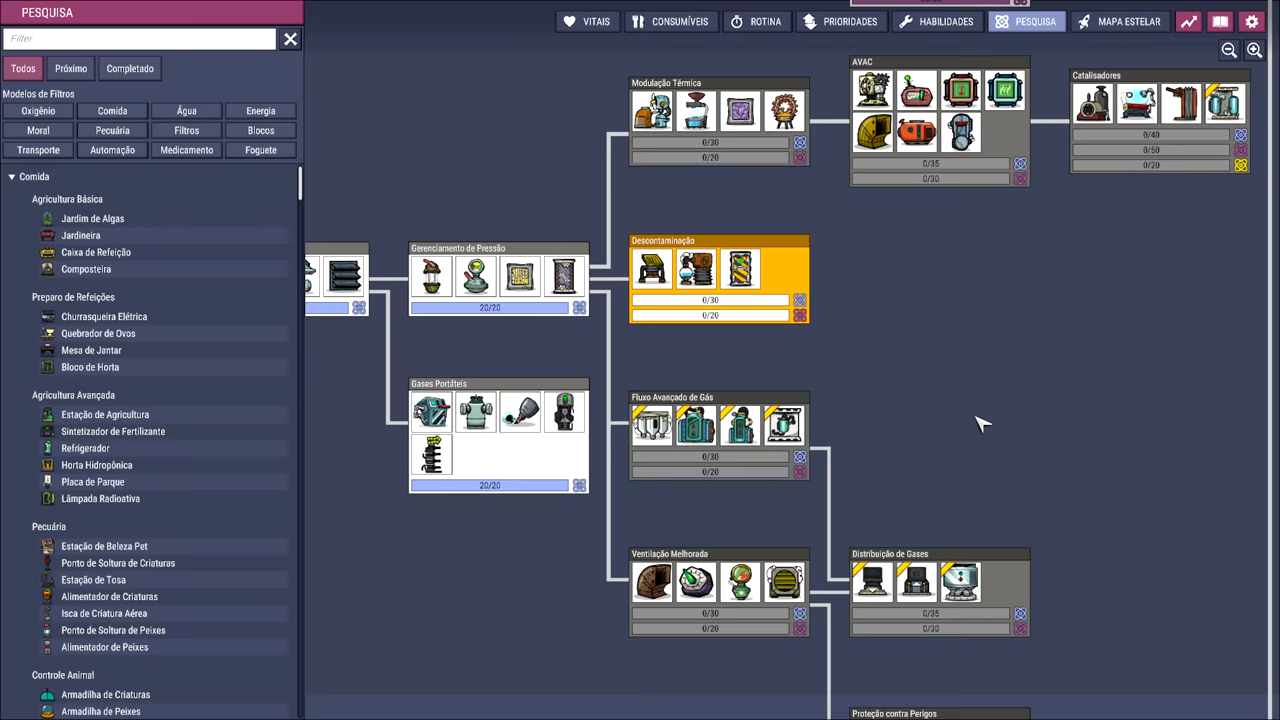 PESQUISA
Filter
Todos
Próximo
Completado
Modelos de Filtros
Oxigênio
Comida
Água
Energia
Moral
Pecuária
Filtros
Blocos
Transporte
Automação
Medicamento
Foguete
Comida
Agricultura Básica
Jardim de Algas
Jardineira
Caixa de Refeição
Composteira
Preparo de Refeições
Churrasqueira Elétrica
Quebrador de Ovos
Mesa de Jantar
Bloco de Horta
Agricultura Avançada
Estação de Agricultura
Sintetizador de Fertilizante
Refrigerador
Horta Hidropônica
Placa de Parque
Lâmpada Radioativa
Pecuária
Estação de Beleza Pet
Ponto de Soltura de Criaturas
Estação de Tosa
Alimentador de Criaturas
Isca de Criatura Aérea
Ponto de Soltura de Peixes
Alimentador de Peixes
Controle Animal
Armadilha de Criaturas
Armadilha de Peixes
VITAIS
CONSUMÍVEIS
ROTINA
PRIORIDADES
HABILIDADES
PESQUISA
MAPA ESTELAR
Gerenciamento de Pressão
20/20
Gases Portáteis
20/20
Modulação Térmica
0/30
0/20
Descontaminação
0/30
0/20
Fluxo Avançado de Gás
0/30
0/20
Ventilação Melhorada
0/30
0/20
AVAC
0/35
0/30
Distribuição de Gases
0/35
0/30
Proteção contra Perigos
Catalisadores
0/40
0/50
0/20